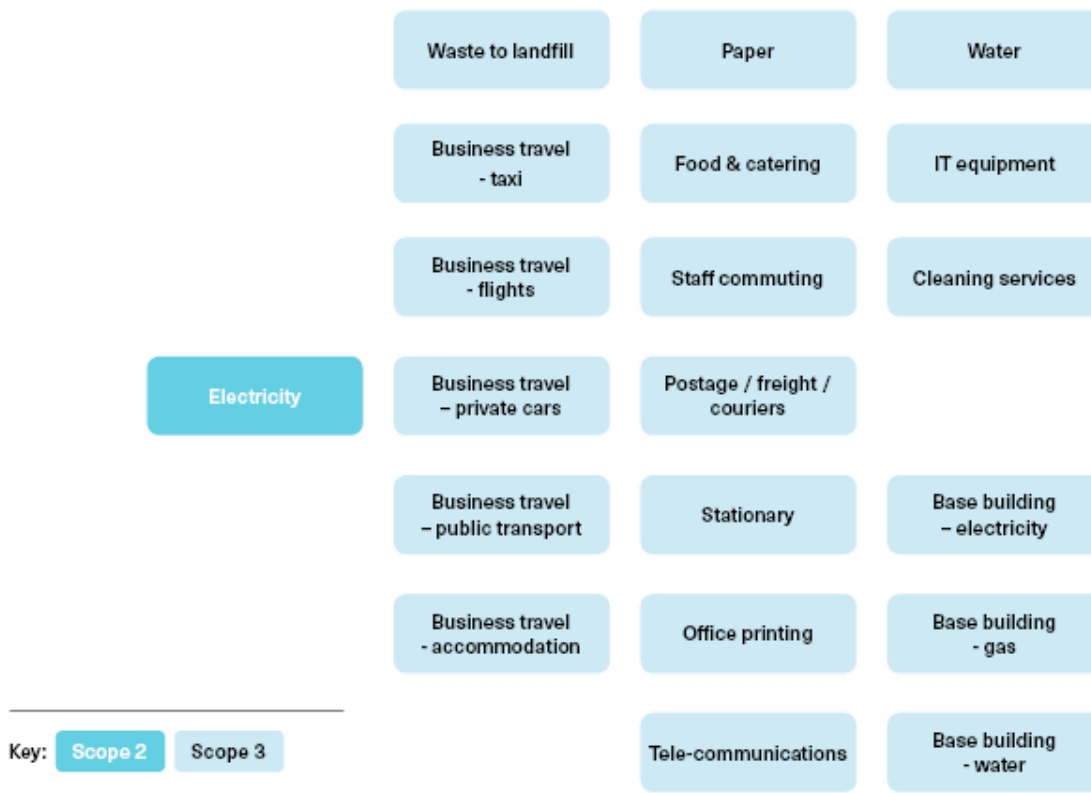 Waste to landfill
Paper
Water
Business travel
- taxi
Food & catering
IT equipment
Business travel
- flights
Staff commuting
Cleaning services
Electricity
Business travel
– private cars
Postage / freight /
couriers
Business travel
– public transport
Stationary
Base building
– electricity
Business travel
- accommodation
Office printing
Base building
- gas
Key:
Scope 2
Scope 3
Tele-communications
Base building
- water